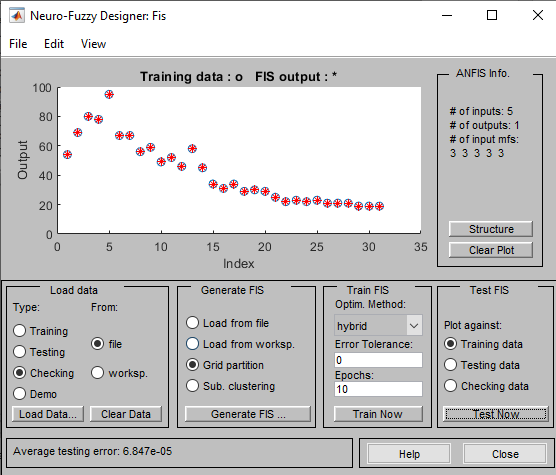 Neuro-Fuzzy Designer: Fis
File Edit View
Training data : o FIS output : *
100
80
60
40
20
0
Output
0 5 10 15 20 25 30 35
Index
ANFIS Info.
# of inputs: 5
# of outputs: 1
# of input mfs:
3 3 3 3 3
Structure
Clear Plot
Load data
Type: From:
Training
Testing
Checking
Demo
file
worksp.
Load Data... Clear Data
Generate FIS
Load from file
Load from worksp.
Grid partition
Sub. clustering
Generate FIS ...
Train FIS
Optim. Method:
hybrid
Error Tolerance:
0
Epochs:
10
Train Now
Test FIS
Plot against:
Training data
Testing data
Checking data
Test Now
Average testing error: 6.847e-05
Help Close